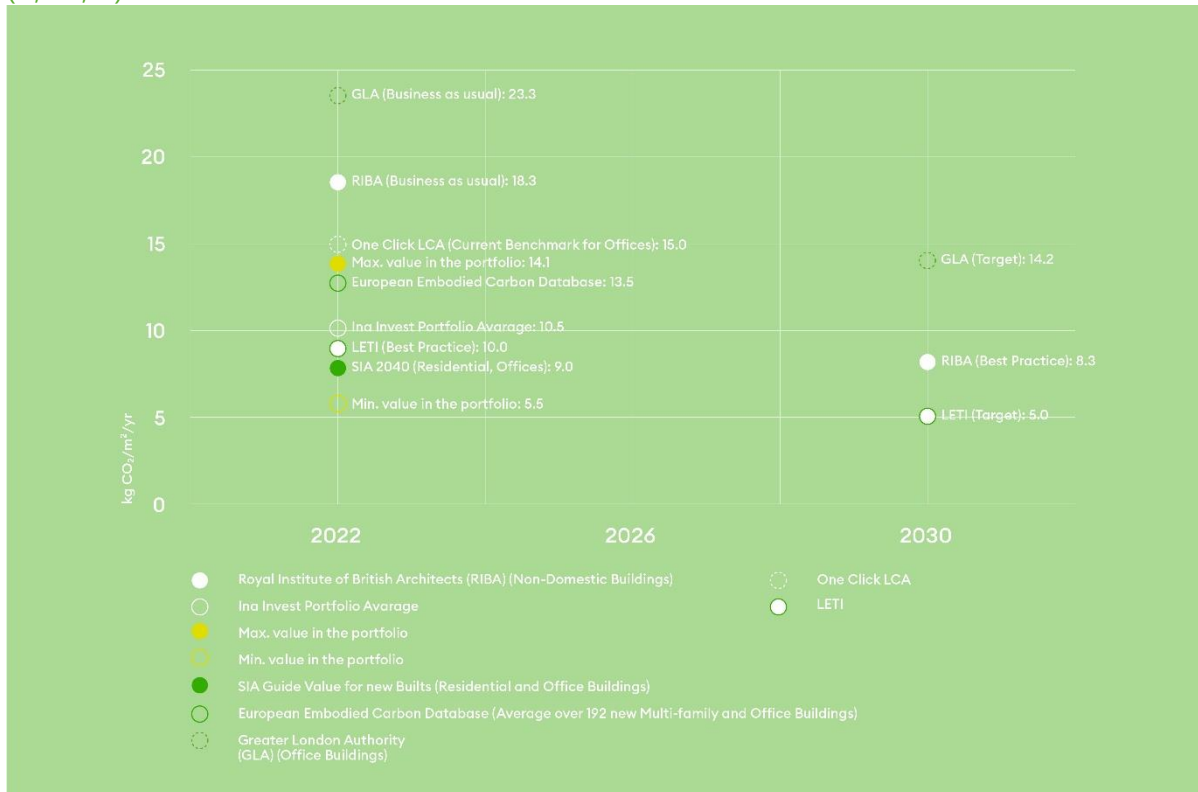 25
GLA (Business as usual): 23.3
20
RIBA (Business as usual): 18.3
15
One Click LCA (Current Benchmark for Offices): 15.0
Max. value in the portfolio: 14.1
GLA (Target): 14.2
European Embodied Carbon Database: 13.5
10
Ina Invest Portfolio Avarage: 10.5
LETI (Best Practice): 10.0
SIA 2040 (Residential, Offices): 9.0
RIBA (Best Practice): 8.3
Min. value in the portfolio: 5.5
5
LETI (Target): 5.0
kg CO₂/m²/yr
0
2022 2026 2030
Royal Institute of British Architects (RIBA) (Non-Domestic Buildings)
Ina Invest Portfolio Avarage
Max. value in the portfolio
Min. value in the portfolio
SIA Guide Value for new Builts (Residential and Office Buildings)
European Embodied Carbon Database (Average over 192 new Multi-family and Office Buildings)
Greater London Authority
(GLA) (Office Buildings)
One Click LCA
LETI